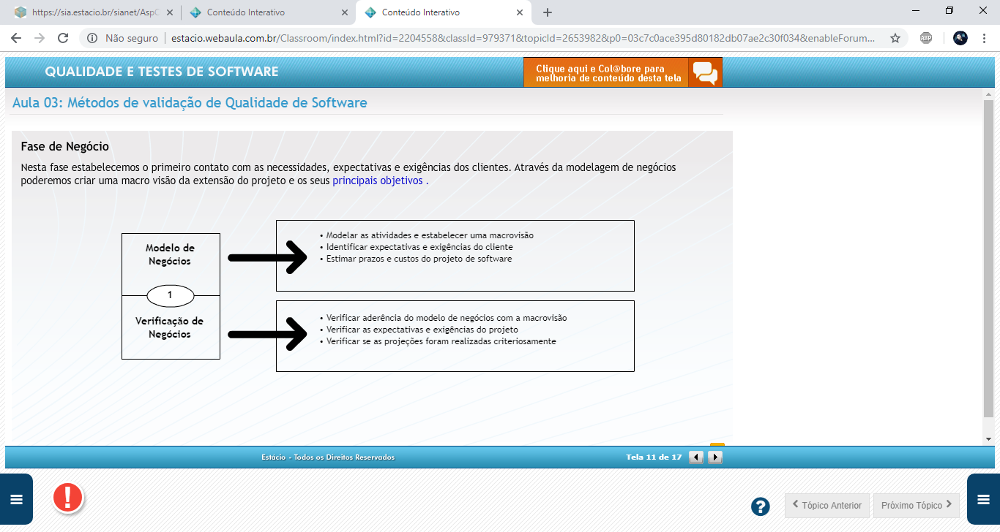 https://sia.estacio.br/sianet/AspC
Conteúdo Interativo
Conteúdo Interativo
Não seguro
estacio.webaula.com.br/Classroom/index.html?id=2204558&classId=979371&topicId=2653982&p0=03c7c0ace395d80182db07ae2c30f034&enableForum...
ABP
QUALIDADE E TESTES DE SOFTWARE
Clique aqui e Col@bore para
melhoria de conteúdo desta tela
Aula 03: Métodos de validação de Qualidade de Software
Fase de Negócio
Nesta fase estabelecemos o primeiro contato com as necessidades, expectativas e exigências dos clientes. Através da modelagem de negócios
poderemos criar uma macro visão da extensão do projeto e os seus principais objetivos .
Modelo de
Negócios
• Modelar as atividades e estabelecer uma macrovisão
• Identificar expectativas e exigências do cliente
• Estimar prazos e custos do projeto de software
1
Verificação de
Negócios
• Verificar aderência do modelo de negócios com a macrovisão
• Verificar as expectativas e exigências do projeto
• Verificar se as projeções foram realizadas criteriosamente
Estácio - Todos os Direitos Reservados
Tela 11 de 17
!
?
Tópico Anterior
Próximo Tópico